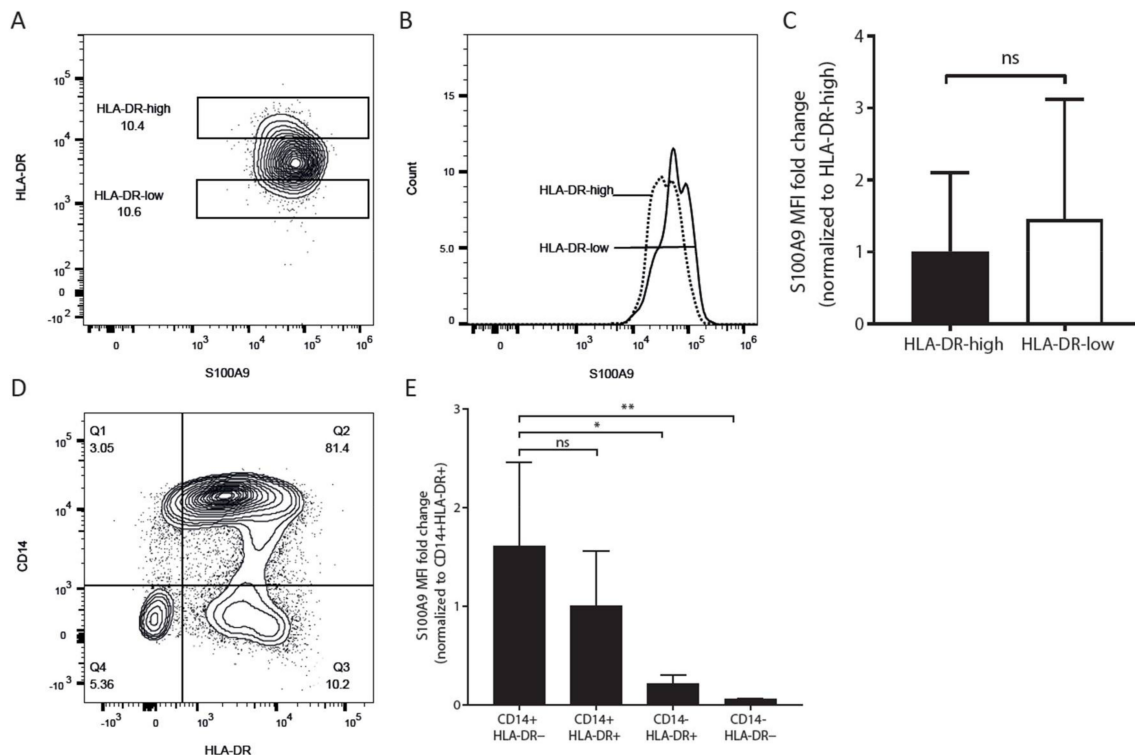 A
HLA-DR
10⁵
10⁴
10³
10²
0
-10²
HLA-DR-high
10.4
HLA-DR-low
10.6
0
10³
10⁴
10⁵
10⁶
S100A9
B
Count
15
10
5.0
0
HLA-DR-high
HLA-DR-low
0
10³
10⁴
10⁵
10⁶
S100A9
C
S100A9 MFI fold change
(normalized to HLA-DR-high)
4
3
2
1
0
ns
HLA-DR-high
HLA-DR-low
D
CD14
10⁵
10⁴
10³
0
-10³
Q1
3.05
Q2
81.4
Q4
5.36
Q3
10.2
-10³
0
10³
10⁴
10⁵
HLA-DR
E
S100A9 MFI fold change
(normalized to CD14+HLA-DR+)
3
2
1
0
**
*
ns
CD14+
HLA-DR–
CD14+
HLA-DR+
CD14-
HLA-DR+
CD14-
HLA-DR–